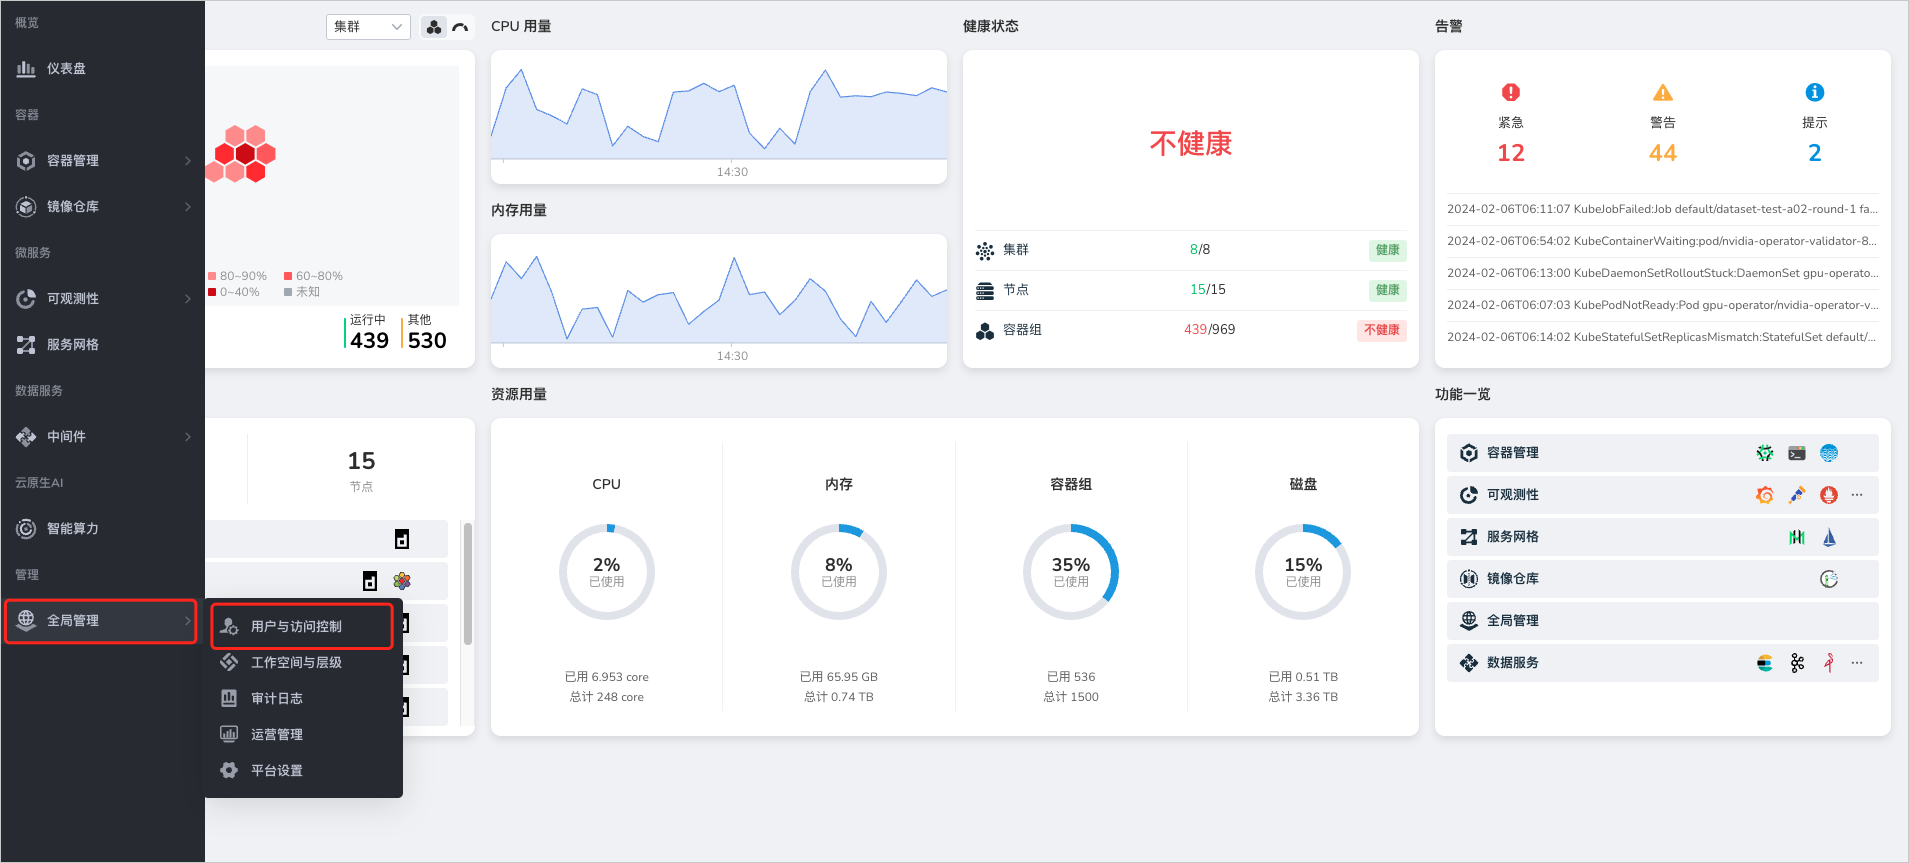 概览
仪表盘
容器
容器管理
镜像仓库
微服务
可观测性
服务网格
数据服务
中间件
云原生AI
智能算力
管理
全局管理
用户与访问控制
工作空间与层级
审计日志
运营管理
平台设置
集群
80~90%
60~80%
0~40%
未知
运行中
439
其他
530
15
节点
CPU 用量
14:30
内存用量
14:30
健康状态
不健康
集群
8/8
健康
节点
15/15
健康
容器组
439/969
不健康
告警
紧急
12
警告
44
提示
2
2024-02-06T06:11:07 KubeJobFailed:Job default/dataset-test-a02-round-1 fa...
2024-02-06T06:54:02 KubeContainerWaiting:pod/nvidia-operator-validator-8...
2024-02-06T06:13:00 KubeDaemonSetRolloutStuck:DaemonSet gpu-operato...
2024-02-06T06:07:03 KubePodNotReady:Pod gpu-operator/nvidia-operator-v...
2024-02-06T06:14:02 KubeStatefulSetReplicasMismatch:StatefulSet default/...
资源用量
CPU
2%
已使用
已用 6.953 core
总计 248 core
内存
8%
已使用
已用 65.95 GB
总计 0.74 TB
容器组
35%
已使用
已用 536
总计 1500
磁盘
15%
已使用
已用 0.51 TB
总计 3.36 TB
功能一览
容器管理
可观测性
服务网格
镜像仓库
全局管理
数据服务